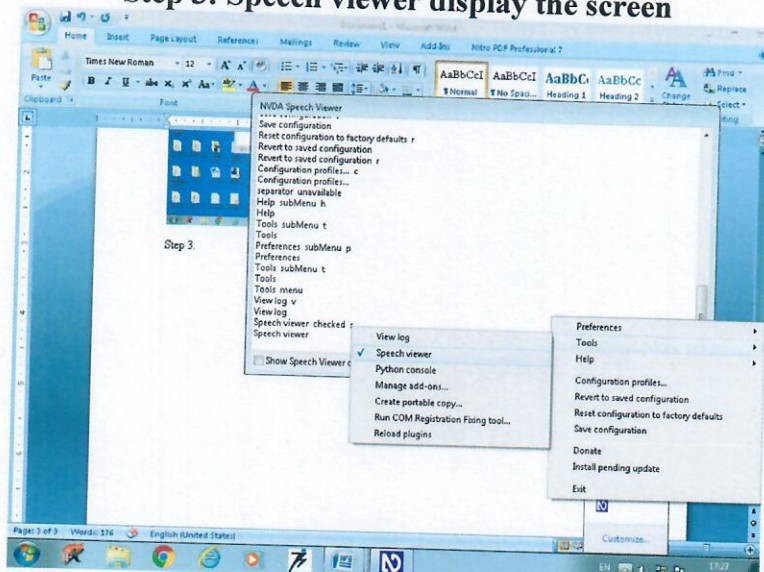 Step 3: Speech viewer display the screen
Home Insert Page Layout References Mailings Review View Add-Ins Nitro PDF Professional 7
Paste
Times New Roman 12
AaBbCcI AaBbCcI AaBbC AaBbCc
Normal No Spaci... Heading 1 Heading 2
Change
Find
Replace
Select
Clipboard
Font
NVDA Speech Viewer
Save configuration
Reset configuration to factory defaults r
Revert to saved configuration
Revert to saved configuration r
Configuration profiles... c
Configuration profiles...
separator unavailable
Help subMenu h
Help
Tools subMenu t
Tools
Preferences subMenu p
Preferences
Tools subMenu t
Tools
Tools menu
View log v
View log
Speech viewer checked s
Speech viewer
Show Speech Viewer
Step 3:
View log
Speech viewer
Python console
Manage add-ons...
Create portable copy...
Run COM Registration Fixing tool...
Reload plugins
Preferences
Tools
Help
Configuration profiles...
Revert to saved configuration
Reset configuration to factory defaults
Save configuration
Donate
Install pending update
Exit
Customize...
Page: 3 of 3 Words: 176 English (United States)
EN 17:27